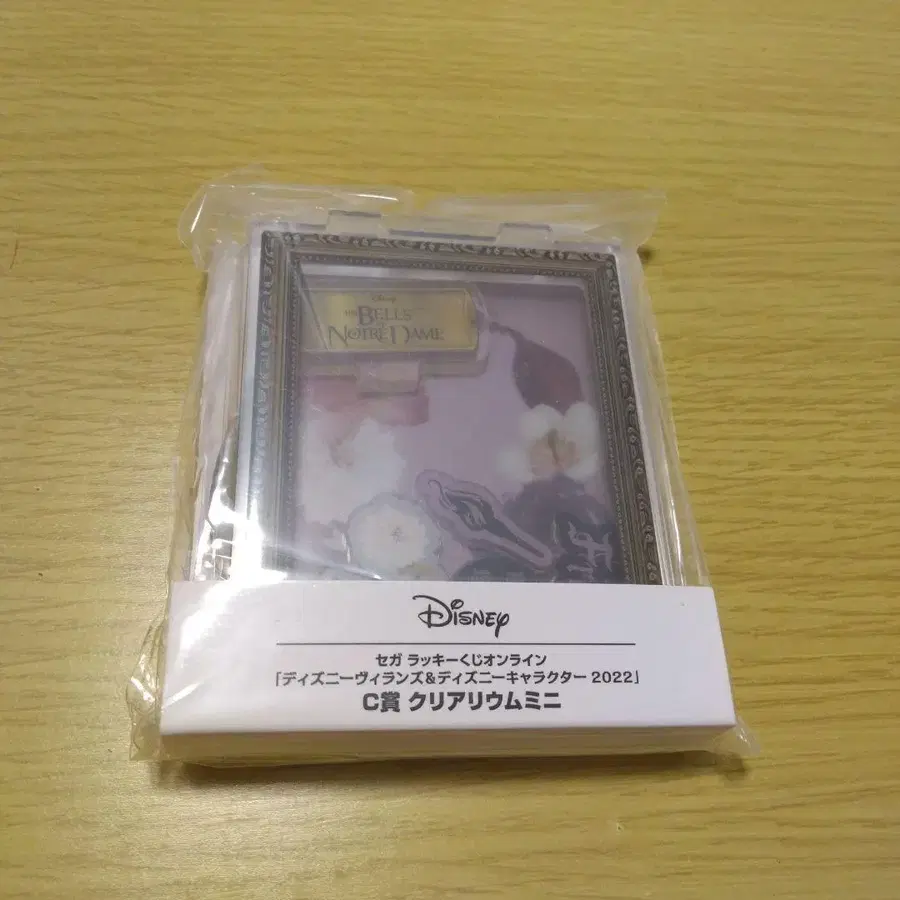 Disney
THE BELLS
OF
NOTRE DAME
Disney
セガ ラッキーくじオンライン
「ディズニーヴィランズ&ディズニーキャラクター 2022」
C賞 クリアリウムミニ